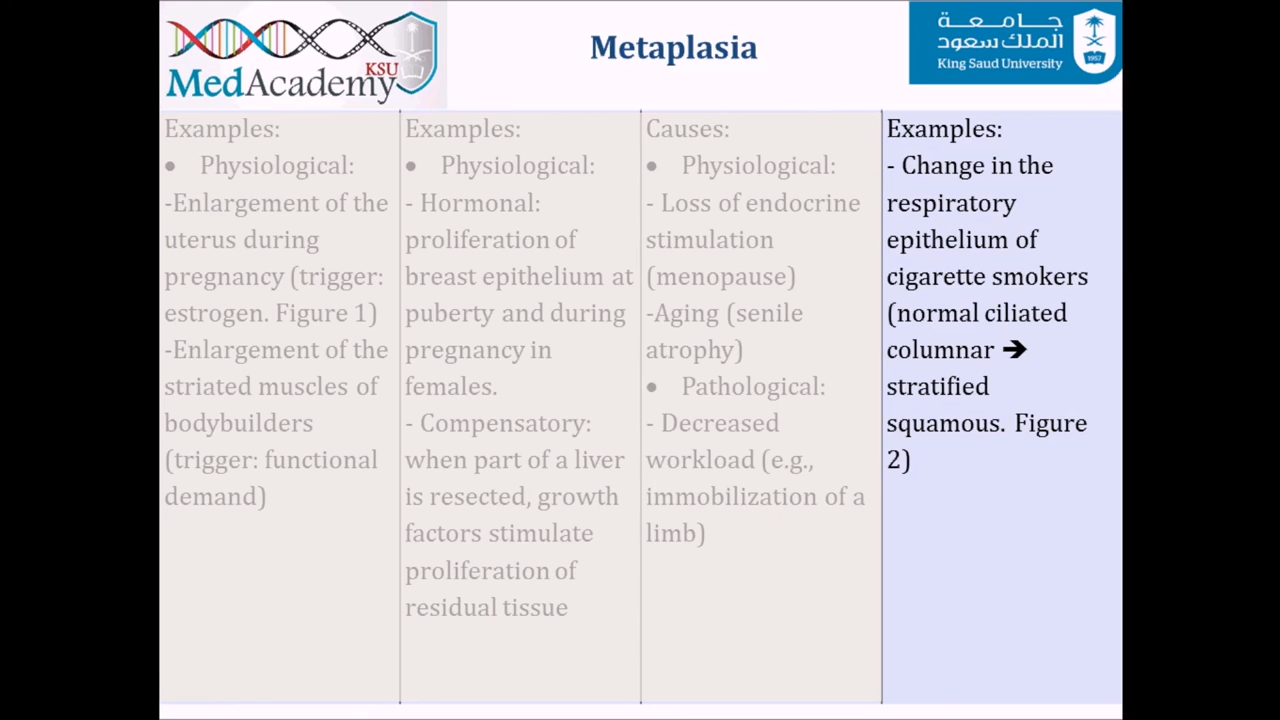 MedAcademy
KSU
Metaplasia
جامعة
الملك سعود
King Saud University
1957
Examples:
• Physiological:
-Enlargement of the
uterus during
pregnancy (trigger:
estrogen. Figure 1)
-Enlargement of the
striated muscles of
bodybuilders
(trigger: functional
demand)
Examples:
• Physiological:
- Hormonal:
proliferation of
breast epithelium at
puberty and during
pregnancy in
females.
- Compensatory:
when part of a liver
is resected, growth
factors stimulate
proliferation of
residual tissue
Causes:
• Physiological:
- Loss of endocrine
stimulation
(menopause)
-Aging (senile
atrophy)
• Pathological:
- Decreased
workload (e.g.,
immobilization of a
limb)
Examples:
- Change in the
respiratory
epithelium of
cigarette smokers
(normal ciliated
columnar ➔
stratified
squamous. Figure
2)